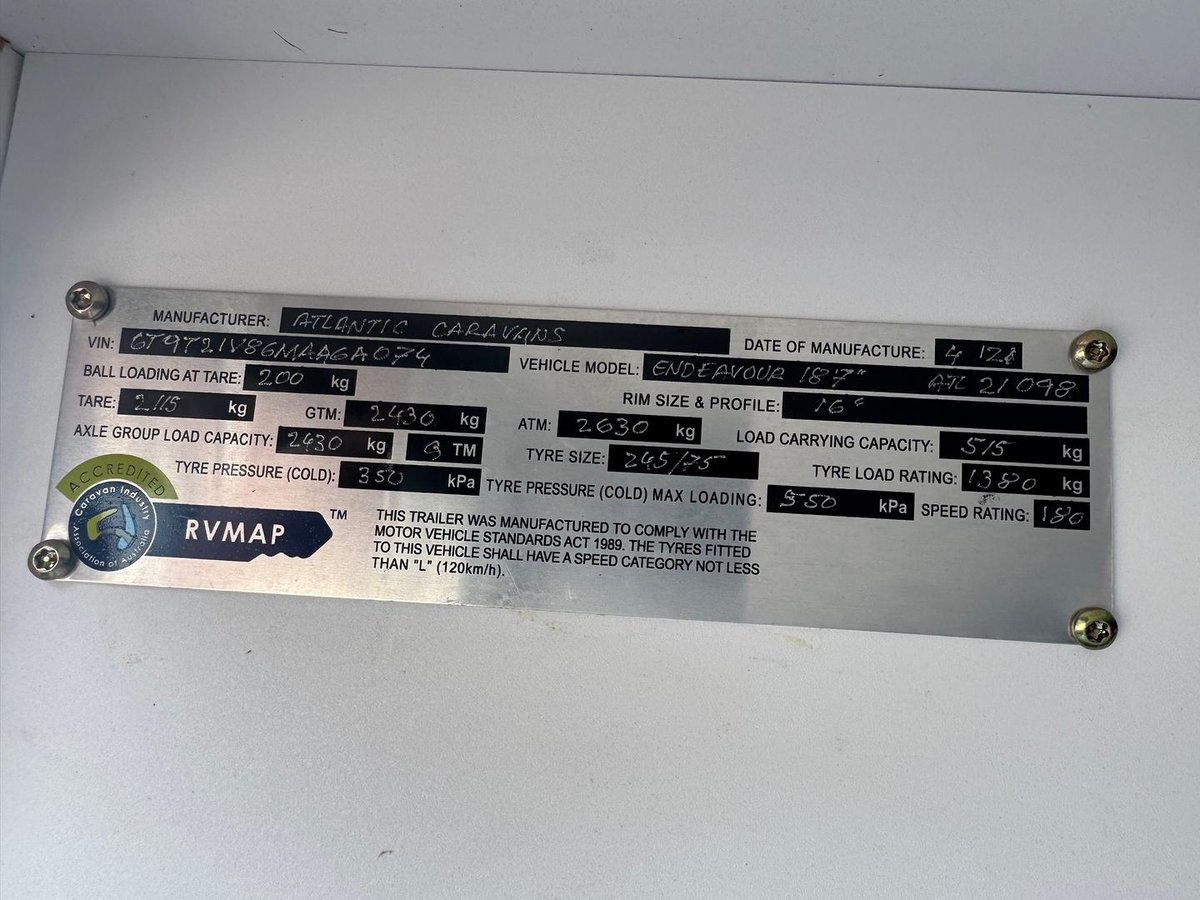 MANUFACTURER: ATLANTIC CARAVANS DATE OF MANUFACTURE: 4 / 21
VIN: 6T9T21V86MAA6A074 VEHICLE MODEL: ENDEAVOUR 18'7" ATL 21098
BALL LOADING AT TARE: 200 kg RIM SIZE & PROFILE: 16"
TARE: 2115 kg GTM: 2430 kg ATM: 2630 kg LOAD CARRYING CAPACITY: 515 kg
AXLE GROUP LOAD CAPACITY: 2430 kg TM TYRE SIZE: 245/75 TYRE LOAD RATING: 1380 kg
TYRE PRESSURE (COLD): 350 kPa TYRE PRESSURE (COLD) MAX LOADING: 550 kPa SPEED RATING: 180
ACCREDITED
Caravan Industry Association of Australia
RVMAP ™
THIS TRAILER WAS MANUFACTURED TO COMPLY WITH THE
MOTOR VEHICLE STANDARDS ACT 1989. THE TYRES FITTED
TO THIS VEHICLE SHALL HAVE A SPEED CATEGORY NOT LESS
THAN "L" (120km/h).